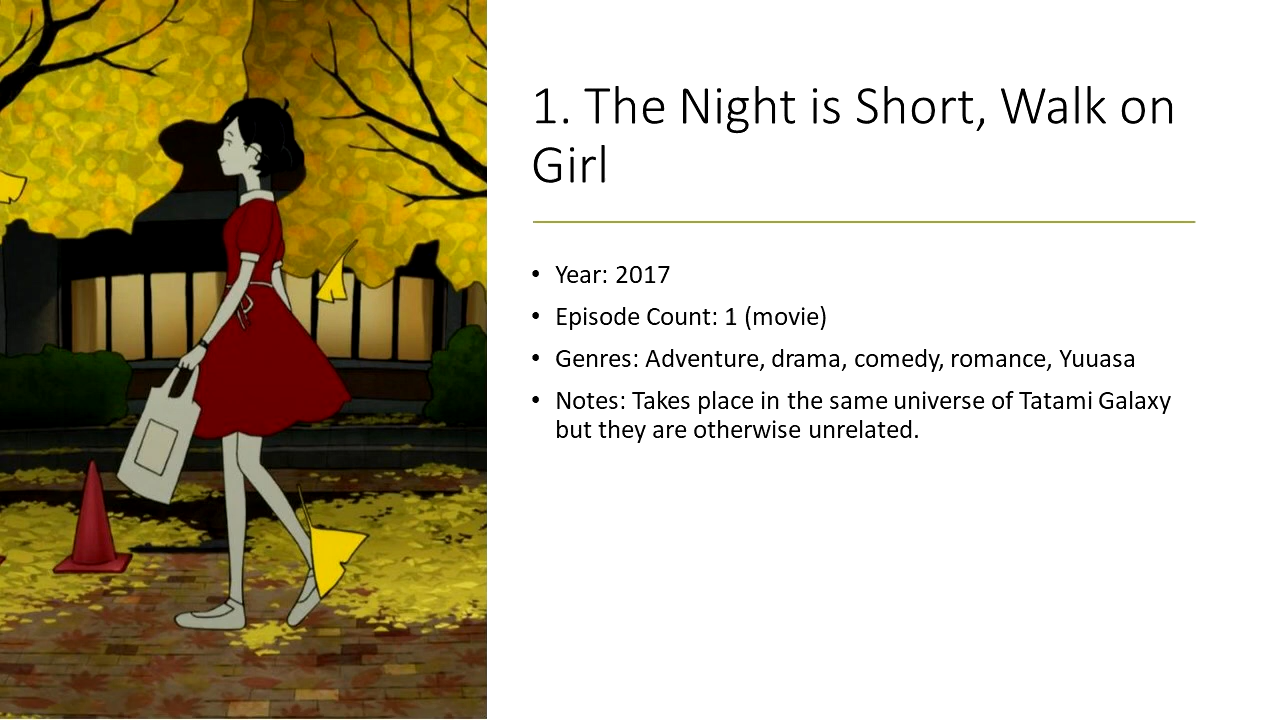 1. The Night is Short, Walk on
Girl
• Year: 2017
• Episode Count: 1 (movie)
• Genres: Adventure, drama, comedy, romance, Yuuasa
• Notes: Takes place in the same universe of Tatami Galaxy
but they are otherwise unrelated.